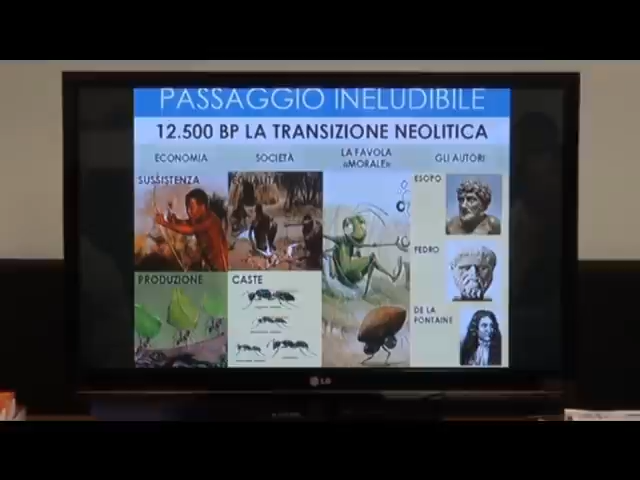 PASSAGGIO INELUDIBILE
12.500 BP LA TRANSIZIONE NEOLITICA
ECONOMIA
SOCIETÀ
LA FAVOLA
«MORALE»
GLI AUTORI
SUSSISTENZA
ESOPO
FEDRO
PRODUZIONE
CASTE
DE LA
FONTAINE
LG